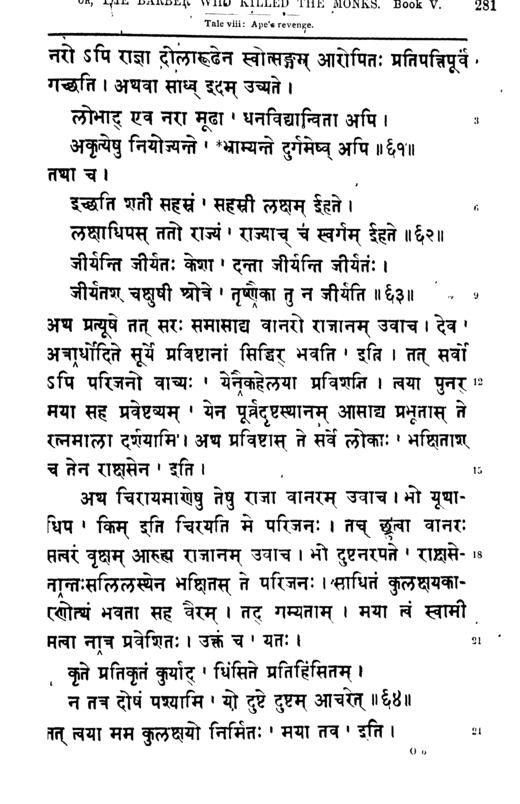 OR, THE BARBER WHO KILLED THE MONKS. Book V. 281
Tale viii: Ape's revenge.
नरो ऽपि राज्ञा दोलारूढेन स्वोत्सङ्गम् आरोपितः प्रतिपत्तिपूर्वं
गच्छति । अथवा साध्व् इदम् उच्यते ।
लोभाद् एव नरा मूढा ' धनविद्यान्विता अपि । 3
अकृत्येषु नियोज्यन्ते ' *भ्राम्यन्ते दुर्गमेष्व् अपि ॥६१॥
तथा च ।
इच्छति शती सहस्रं ' सहस्री लक्षम् ईहते । 6
लक्षाधिपस् ततो राज्यं ' राज्याच् च स्वर्गम् ईहते ॥६२॥
जीर्यन्ति जीर्यतः केशा ' दन्ता जीर्यन्ति जीर्यतः ।
जीर्यतश् चक्षुषी श्रोत्रे ' तृष्णैका तु न जीर्यति ॥६३॥ 9
अथ प्रत्यूषे तत् सरः समासाद्य वानरो राजानम् उवाच । देव '
अत्रार्धोदिते सूर्ये प्रविष्टानां सिद्धिर् भवति ' इति । तत् सर्वो
ऽपि परिजनो वाच्यः ' येनैकहेलया प्रविशति । त्वया पुनर् 12
मया सह प्रवेष्टव्यम् ' येन पूर्वदृष्टस्थानम् आसाद्य प्रभूतास् ते
रत्नमाला दर्शयामि । अथ प्रविष्टास् ते सर्वे लोकाः ' भक्षिताश्
च तेन राक्षसेन ' इति । 15
अथ चिरायमाणेषु तेषु राजा वानरम् उवाच । भो यूथा-
धिप ' किम् इति चिरयति मे परिजनः । तच् छ्रुत्वा वानरः
सत्वरं वृक्षम् आरुह्य राजानम् उवाच । भो दुष्टनरपते ' राक्षसे- 18
नान्तःसलिलस्थेन भक्षितस् ते परिजनः । साधितं कुलक्षयका-
रणोत्थं भवता सह वैरम् । तद् गम्यताम् । मया त्वं स्वामी
मत्वा नात्र प्रवेशितः । उक्तं च ' यतः । 21
कृते प्रतिकृतं कुर्याद् ' धिंसिते प्रतिहिंसितम् ।
न तत्र दोषं पश्यामि ' यो दुष्टे दुष्टम् आचरेत् ॥६४॥
तत् त्वया मम कुलक्षयो निर्मितः ' मया तव ' इति । 24
O o